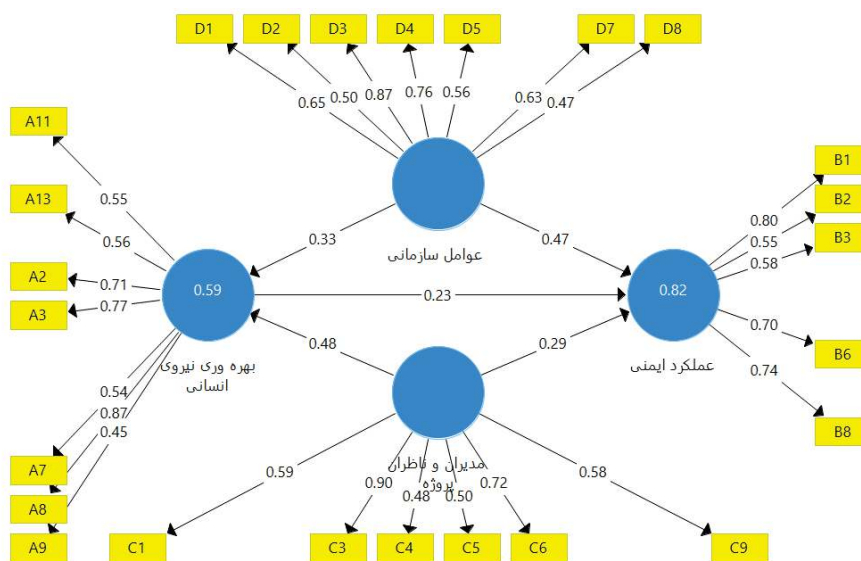 D1 D2 D3 D4 D5 D7 D8
0.65 0.50 0.87 0.76 0.56 0.63 0.47
A11
A13
A2
A3
0.55
0.56
0.71
0.77
B1
B2
B3
0.80
0.55
0.58
عوامل سازمانی
0.33
0.47
0.59
0.23
0.82
بهره وری نیروی
انسانی
عملکرد ایمنی
0.48
0.29
0.70
0.74
B6
B8
0.54
0.87
0.45
A7
A8
A9
مدیران و ناظران
پروژه
0.59
0.90
0.48
0.50
0.72
0.58
C1 C3 C4 C5 C6 C9